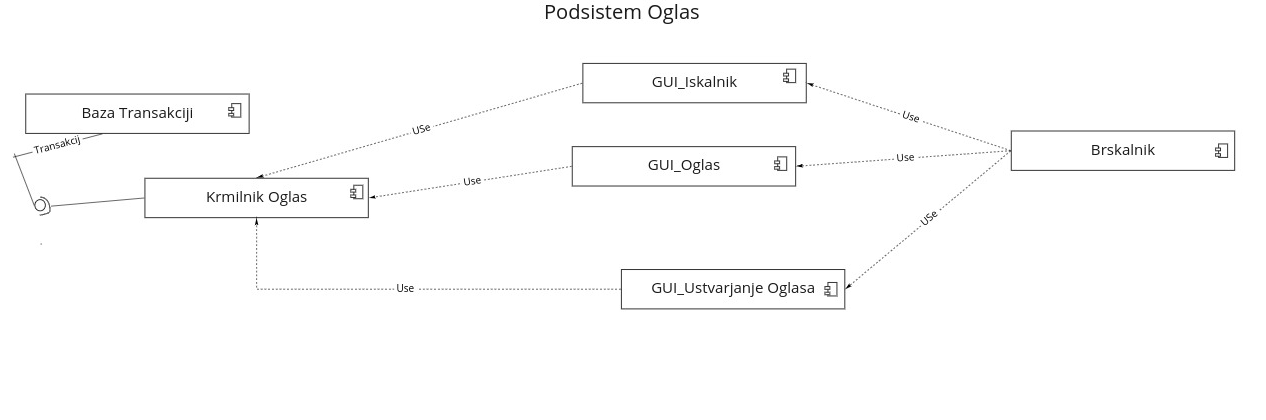 Podsistem Oglas
GUI_Iskalnik
Baza Transakciji
Use
USe
Transakcij
Brskalnik
Use
GUI_Oglas
Use
Krmilnik Oglas
USe
Use
GUI_Ustvarjanje Oglasa